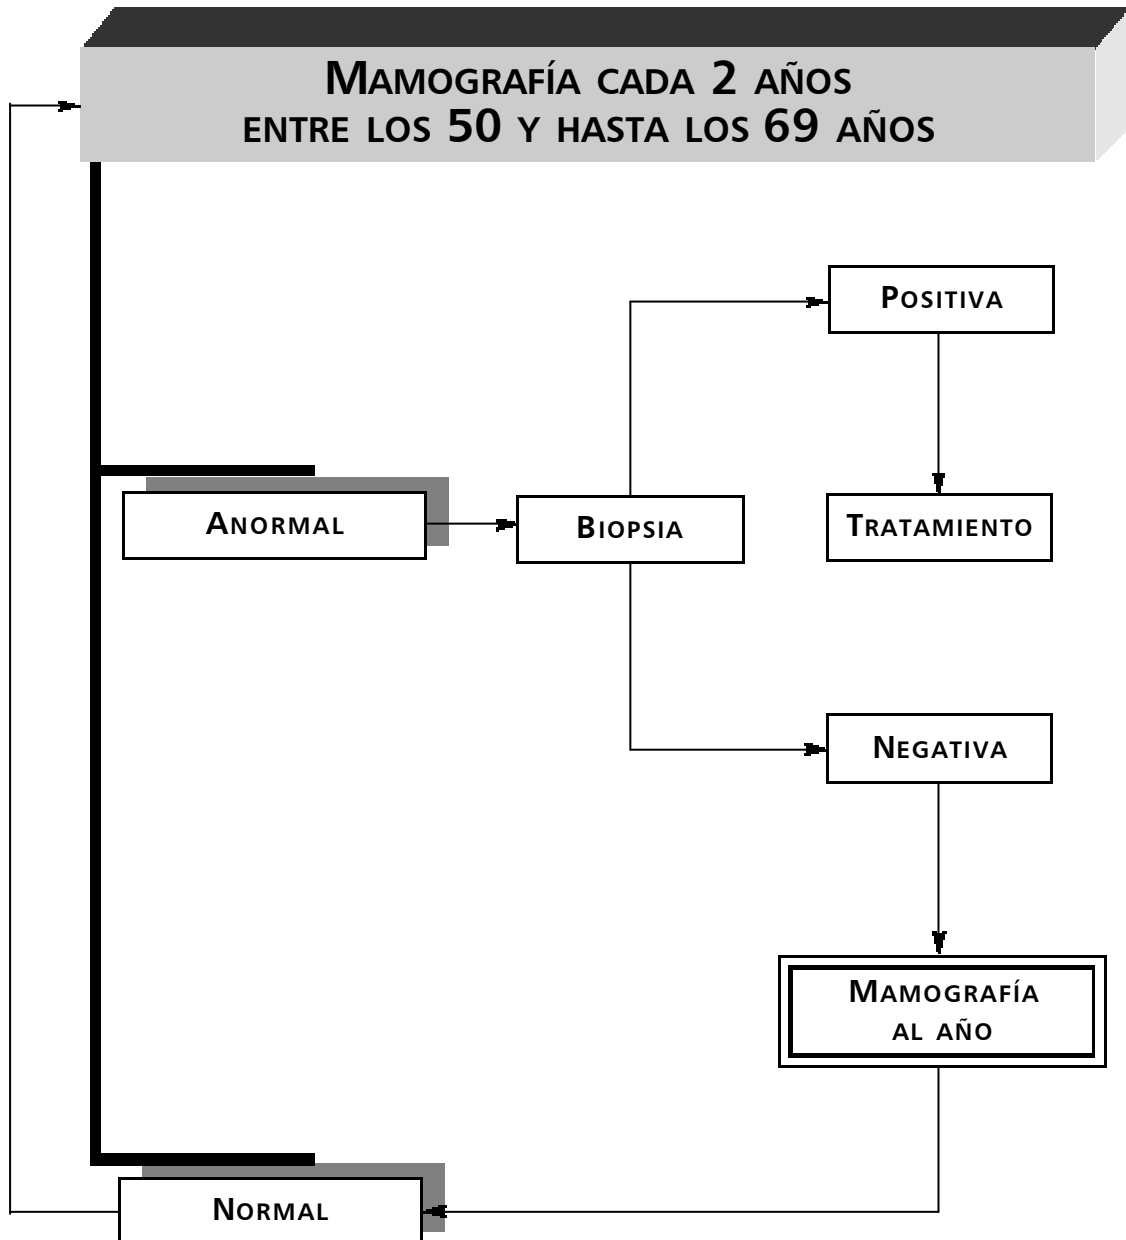 MAMOGRAFÍA CADA 2 AÑOS
ENTRE LOS 50 Y HASTA LOS 69 AÑOS
POSITIVA
ANORMAL
BIOPSIA
TRATAMIENTO
NEGATIVA
MAMOGRAFÍA
AL AÑO
NORMAL